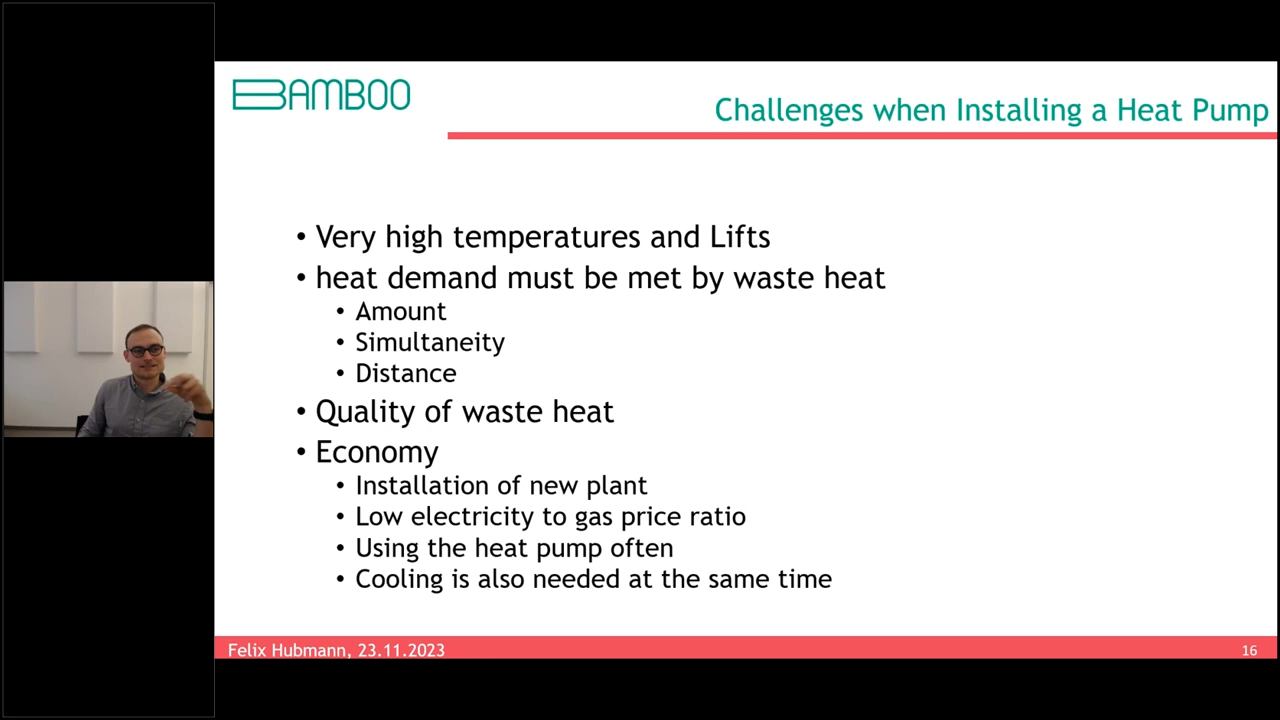 BAMBOO
Challenges when Installing a Heat Pump
• Very high temperatures and Lifts
• heat demand must be met by waste heat
• Amount
• Simultaneity
• Distance
• Quality of waste heat
• Economy
• Installation of new plant
• Low electricity to gas price ratio
• Using the heat pump often
• Cooling is also needed at the same time
Felix Hubmann, 23.11.2023
16